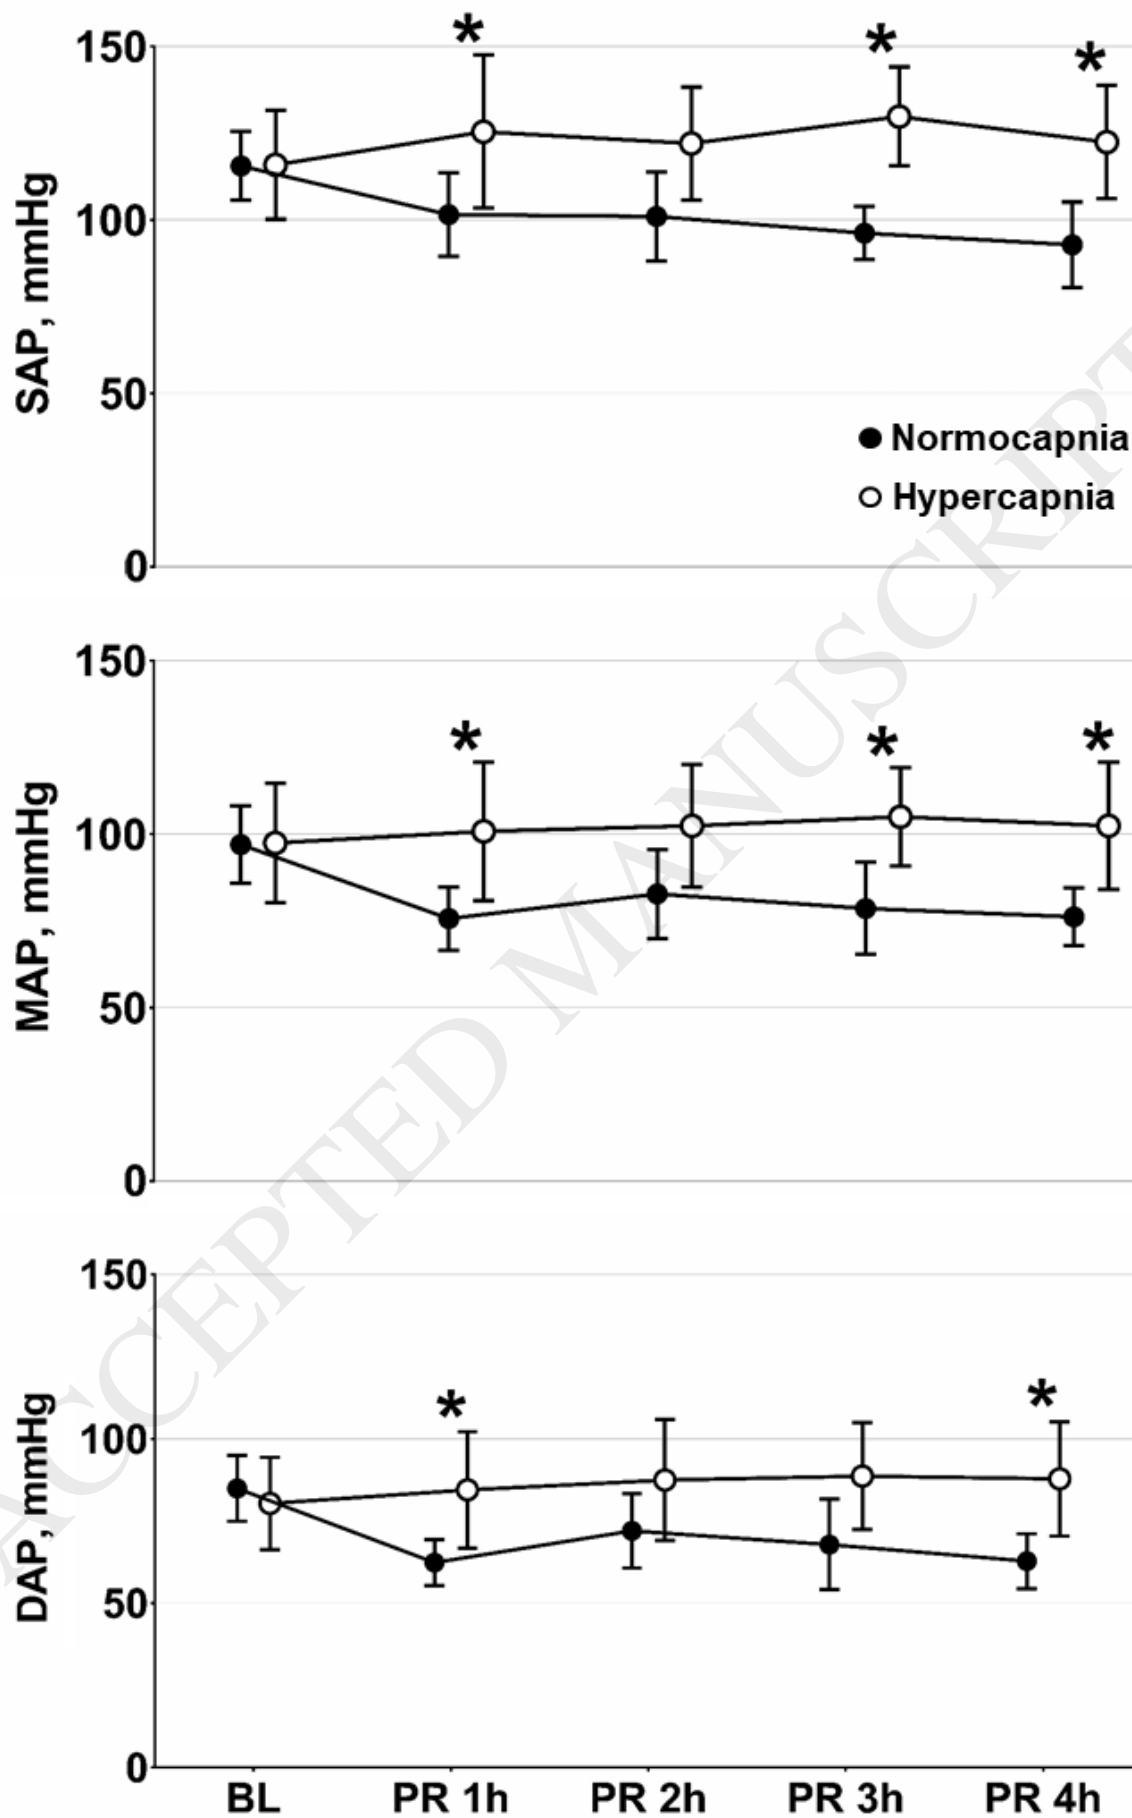 150
*
*
*
100
SAP, mmHg
50
Normocapnia
Hypercapnia
0
150
*
*
*
100
MAP, mmHg
50
0
150
*
*
100
DAP, mmHg
50
0
BL PR 1h PR 2h PR 3h PR 4h
ACCEPTED MANUSCRIPT